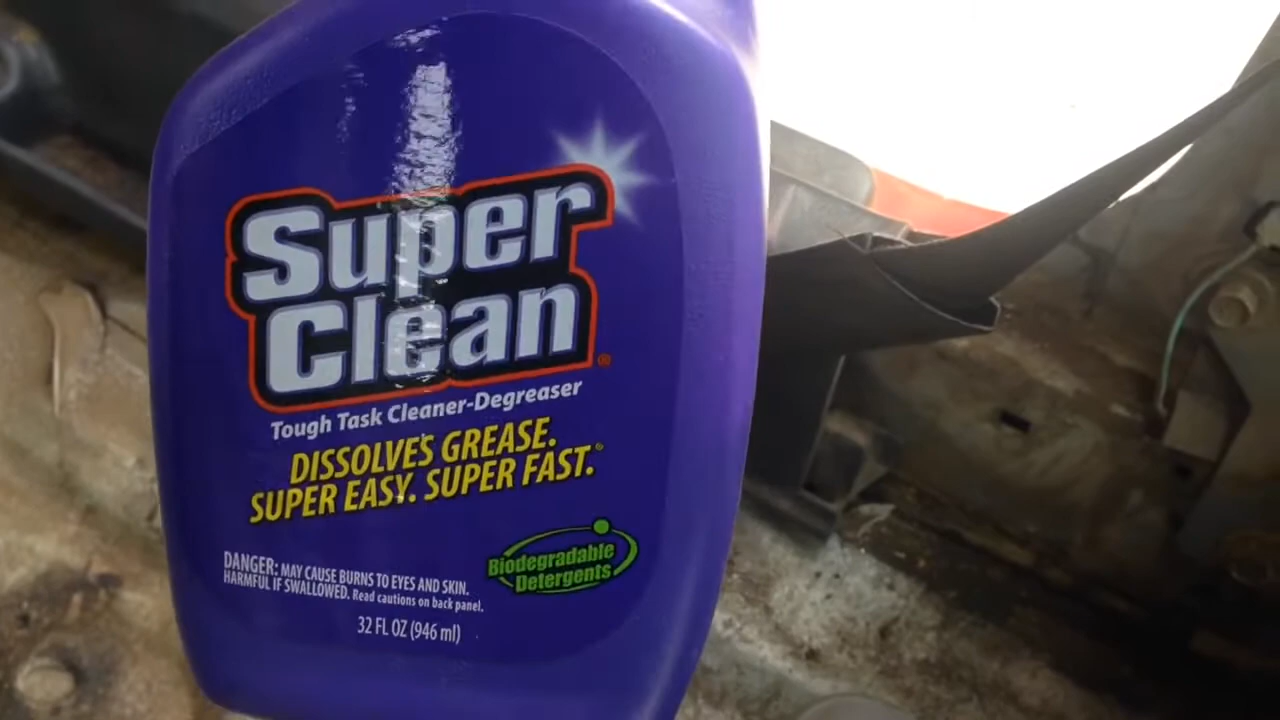 Super
Clean®
Tough Task Cleaner-Degreaser
DISSOLVES GREASE.
SUPER EASY. SUPER FAST.®
Biodegradable
Detergents
DANGER: MAY CAUSE BURNS TO EYES AND SKIN.
HARMFUL IF SWALLOWED. Read cautions on back panel.
32 FL OZ (946 ml)